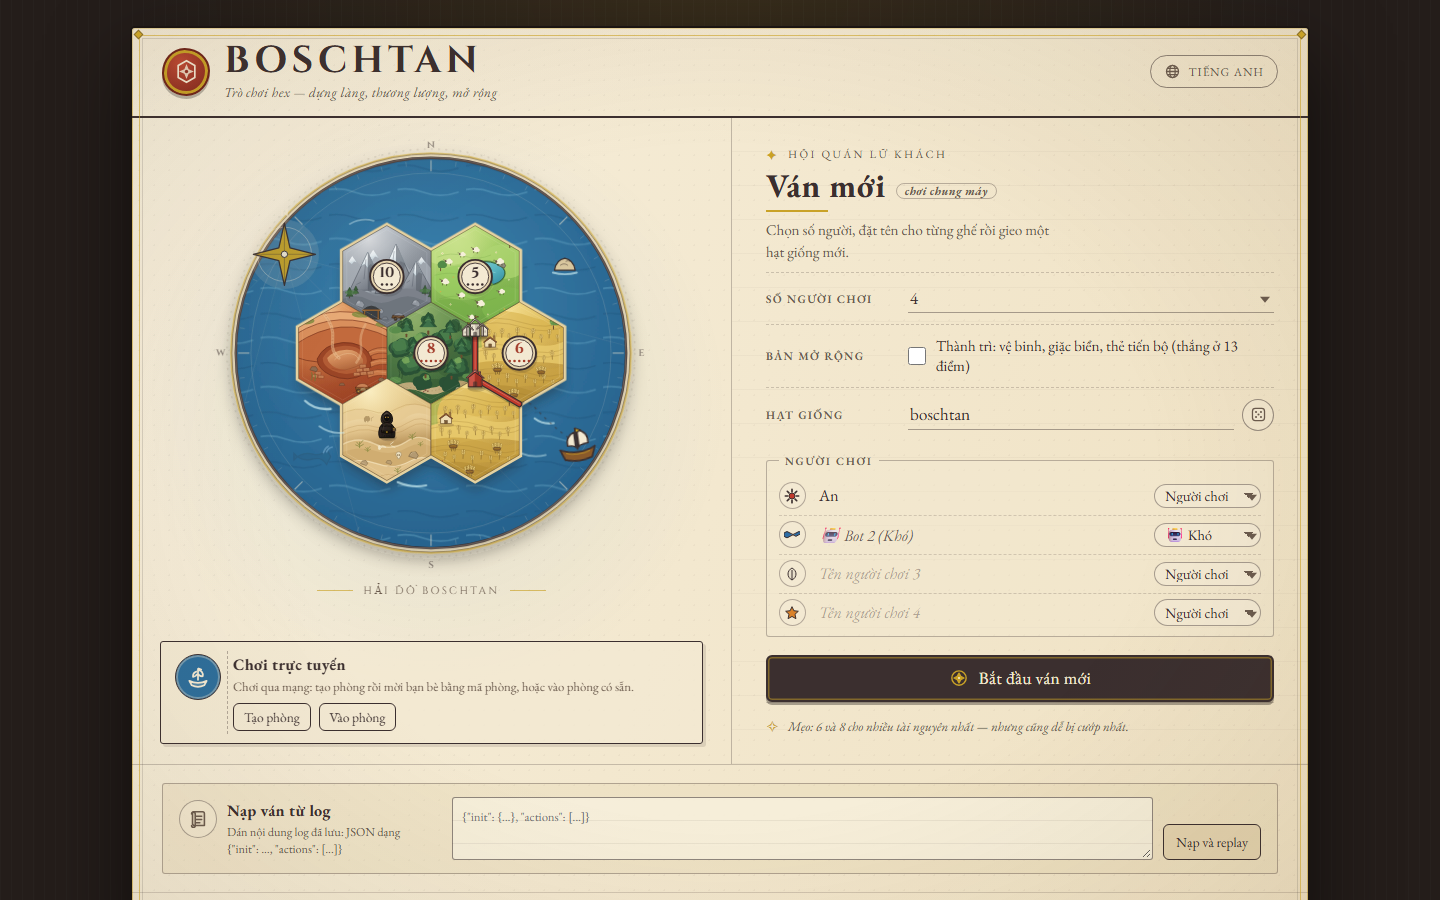 BOSCHTAN
Trò chơi hex — dựng làng, thương lượng, mở rộng
TIẾNG ANH
N
W
E
S
10
5
8
6
HẢI ĐỒ BOSCHTAN
Chơi trực tuyến
Chơi qua mạng: tạo phòng rồi mời bạn bè bằng mã phòng, hoặc vào phòng có sẵn.
Tạo phòng
Vào phòng
HỘI QUÁN LỮ KHÁCH
Ván mới
chơi chung máy
Chọn số người, đặt tên cho từng ghế rồi gieo một
hạt giống mới.
SỐ NGƯỜI CHƠI
4
BẢN MỞ RỘNG
Thành trì: vệ binh, giặc biển, thẻ tiến bộ (thắng ở 13
điểm)
HẠT GIỐNG
boschtan
NGƯỜI CHƠI
An
Người chơi
Bot 2 (Khó)
Khó
Tên người chơi 3
Người chơi
Tên người chơi 4
Người chơi
Bắt đầu ván mới
Mẹo: 6 và 8 cho nhiều tài nguyên nhất — nhưng cũng dễ bị cướp nhất.
Nạp ván từ log
Dán nội dung log đã lưu: JSON dạng
{"init": ..., "actions": [...]}
{"init": {...}, "actions": [...]}
Nạp và replay